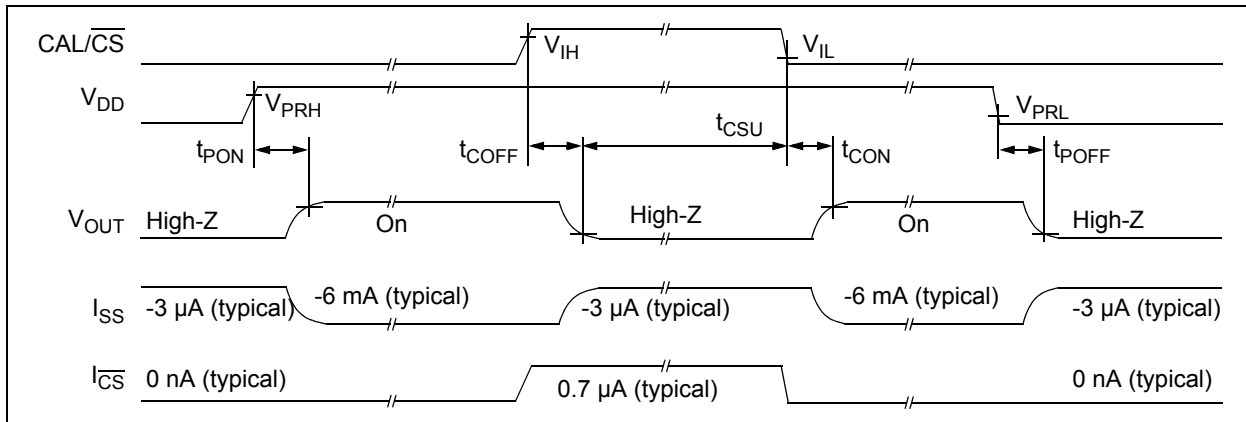 CAL/CS V_IH V_IL
V_DD V_PRH V_PRL
t_PON t_COFF t_CSU t_CON t_POFF
V_OUT High-Z On High-Z On High-Z
I_SS -3 μA (typical) -6 mA (typical) -3 μA (typical) -6 mA (typical) -3 μA (typical)
I_CS 0 nA (typical) 0.7 μA (typical) 0 nA (typical)